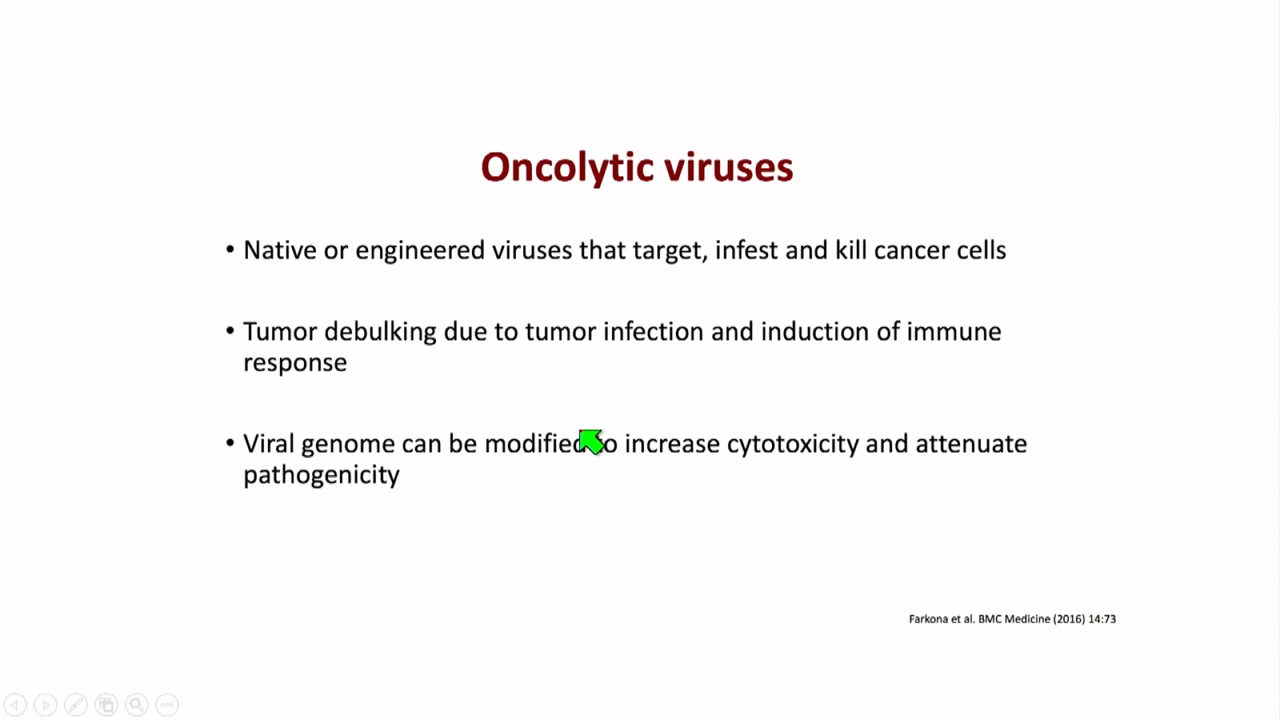 Oncolytic viruses
• Native or engineered viruses that target, infest and kill cancer cells
• Tumor debulking due to tumor infection and induction of immune
response
• Viral genome can be modified to increase cytotoxicity and attenuate
pathogenicity
Farkona et al. BMC Medicine (2016) 14:73